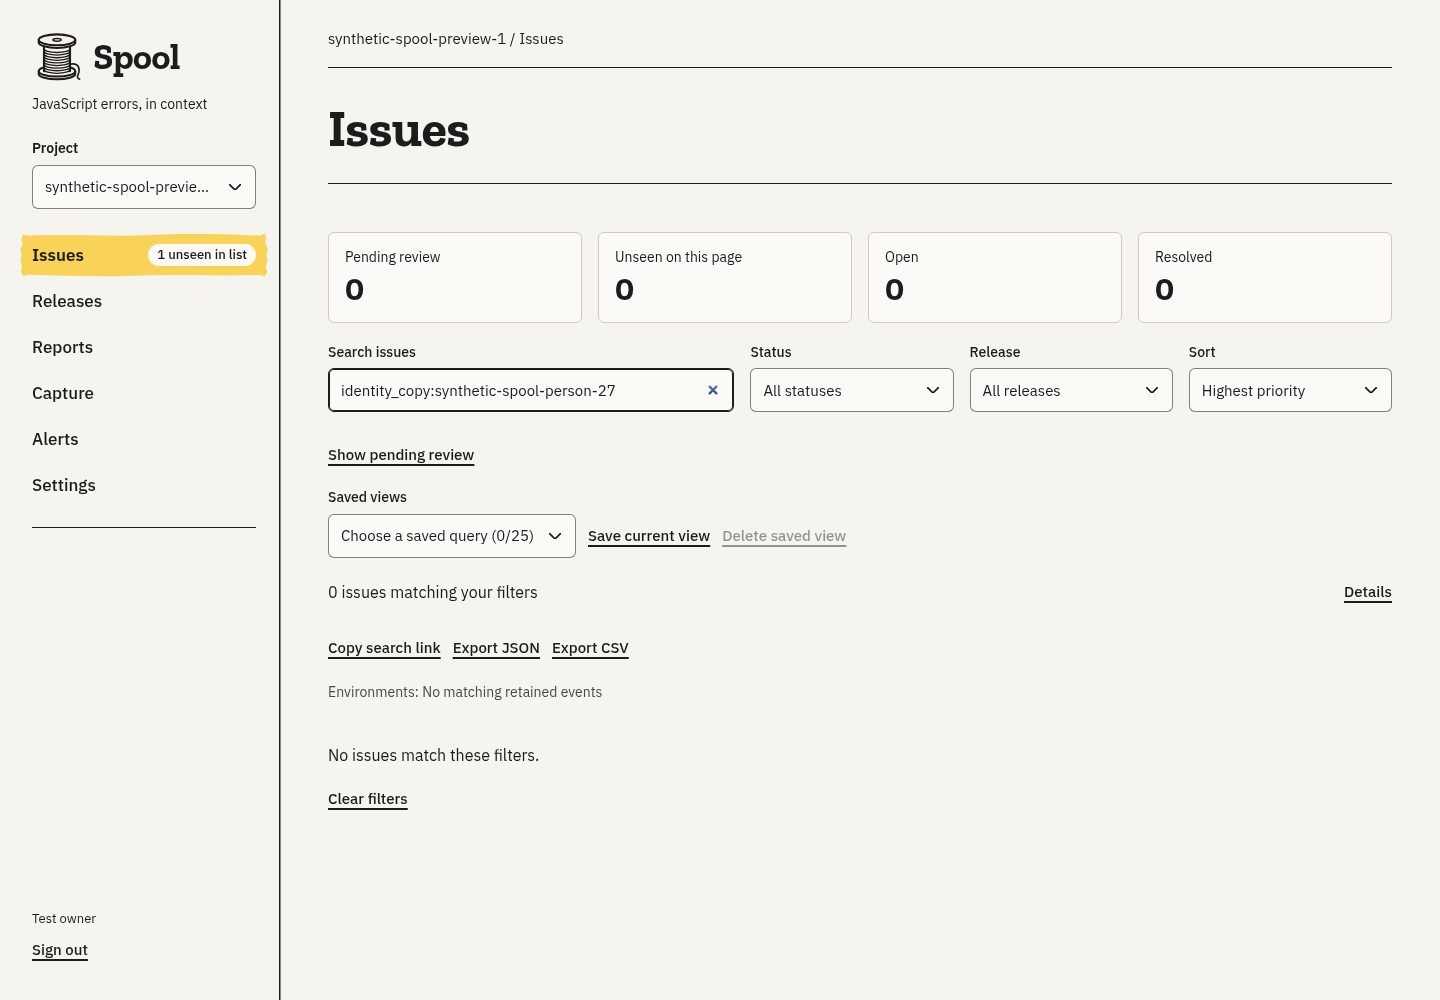 Spool
JavaScript errors, in context
Project
synthetic-spool-previe...
Issues
1 unseen in list
Releases
Reports
Capture
Alerts
Settings
Test owner
Sign out
synthetic-spool-preview-1 / Issues
Issues
Pending review
0
Unseen on this page
0
Open
0
Resolved
0
Search issues
identity_copy:synthetic-spool-person-27
Status
All statuses
Release
All releases
Sort
Highest priority
Show pending review
Saved views
Choose a saved query (0/25)
Save current view
Delete saved view
0 issues matching your filters
Details
Copy search link
Export JSON
Export CSV
Environments: No matching retained events
No issues match these filters.
Clear filters